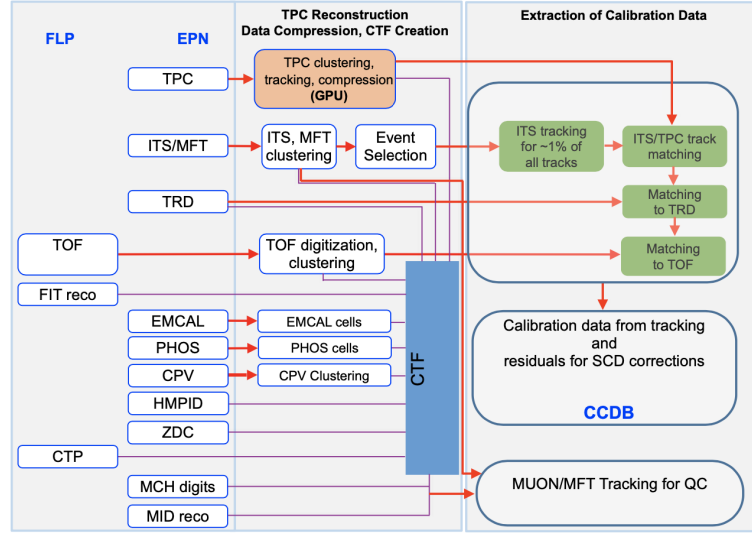 FLP
EPN
TPC Reconstruction
Data Compression, CTF Creation
Extraction of Calibration Data
TPC
TPC clustering,
tracking, compression
(GPU)
ITS/MFT
ITS, MFT
clustering
Event
Selection
ITS tracking
for ~1% of
all tracks
ITS/TPC track
matching
TRD
Matching
to TRD
TOF
TOF digitization,
clustering
Matching
to TOF
FIT reco
EMCAL
EMCAL cells
PHOS
PHOS cells
CPV
CPV Clustering
HMPID
ZDC
CTP
MCH digits
MID reco
CTF
Calibration data from tracking
and
residuals for SCD corrections
CCDB
MUON/MFT Tracking for QC